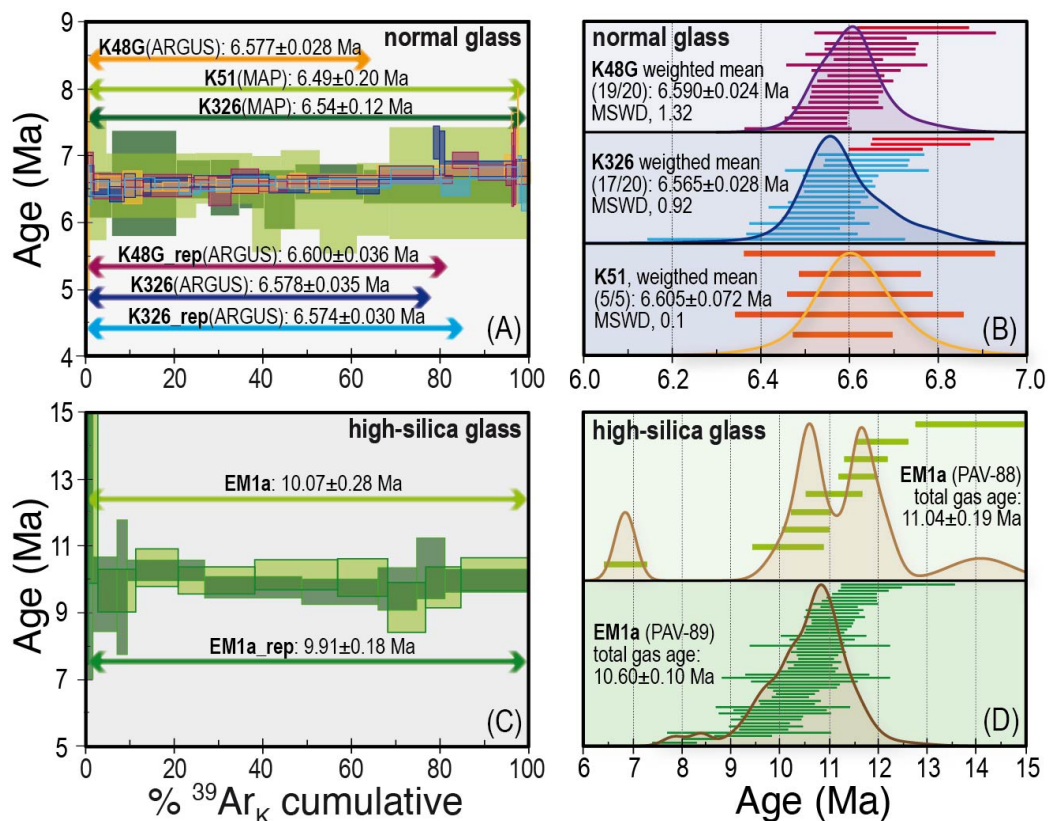 normal glass
K48G(ARGUS): 6.577±0.028 Ma
K51(MAP): 6.49±0.20 Ma
K326(MAP): 6.54±0.12 Ma
K48G_rep(ARGUS): 6.600±0.036 Ma
K326(ARGUS): 6.578±0.035 Ma
K326_rep(ARGUS): 6.574±0.030 Ma
(A)
Age (Ma)
9
8
7
6
5
4
0
20
40
60
80
100
normal glass
K48G weighted mean
(19/20): 6.590±0.024 Ma
MSWD, 1.32
K326 weigthed mean
(17/20): 6.565±0.028 Ma
MSWD, 0.92
K51, weigthed mean
(5/5): 6.605±0.072 Ma
MSWD, 0.1
(B)
6.0
6.2
6.4
6.6
6.8
7.0
high-silica glass
EM1a: 10.07±0.28 Ma
EM1a_rep: 9.91±0.18 Ma
(C)
Age (Ma)
15
13
11
9
7
5
0
20
40
60
80
100
% ³⁹Arₖ cumulative
high-silica glass
EM1a (PAV-88)
total gas age:
11.04±0.19 Ma
EM1a (PAV-89)
total gas age:
10.60±0.10 Ma
(D)
6
7
8
9
10
11
12
13
14
15
Age (Ma)